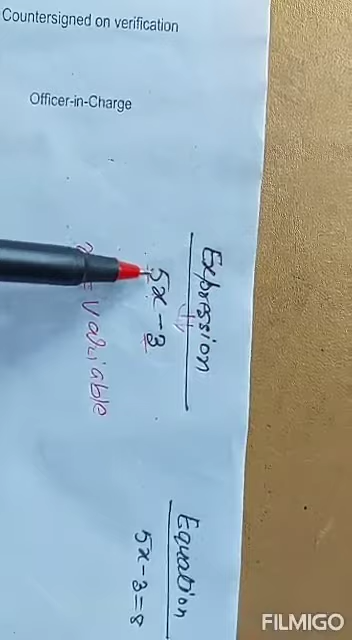 Countersigned on verification
Officer-in-Charge
Expression
5x - 3
= variable
Equation
5x-3=8
FILMIGO